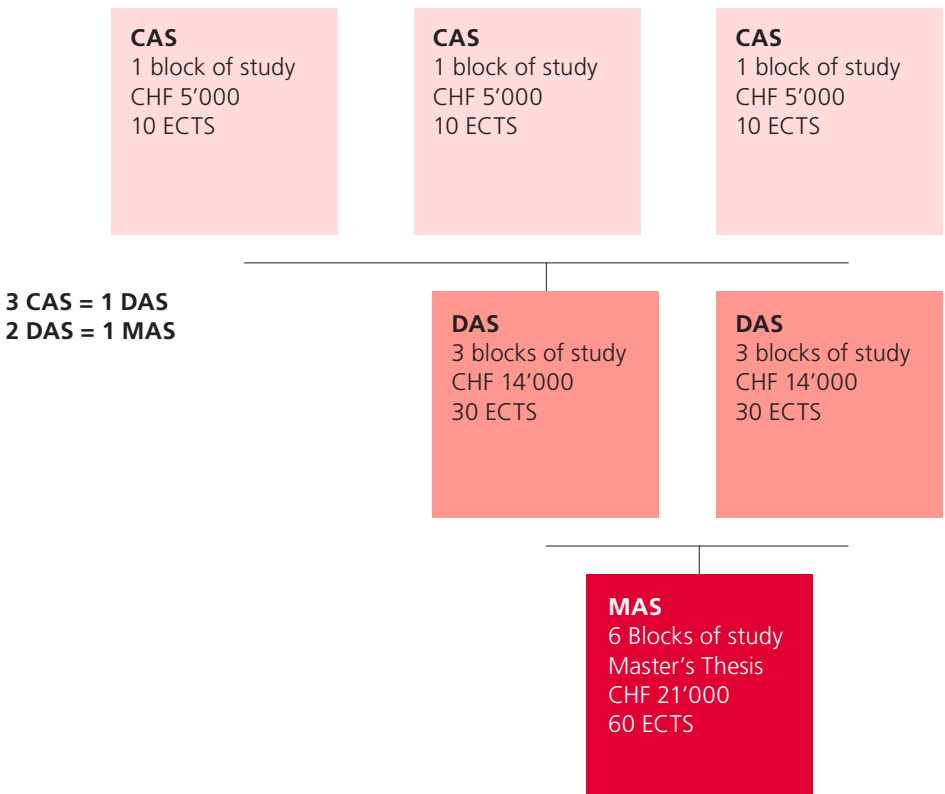 CAS
1 block of study
CHF 5’000
10 ECTS
CAS
1 block of study
CHF 5’000
10 ECTS
CAS
1 block of study
CHF 5’000
10 ECTS
3 CAS = 1 DAS
2 DAS = 1 MAS
DAS
3 blocks of study
CHF 14’000
30 ECTS
DAS
3 blocks of study
CHF 14’000
30 ECTS
MAS
6 Blocks of study
Master’s Thesis
CHF 21’000
60 ECTS